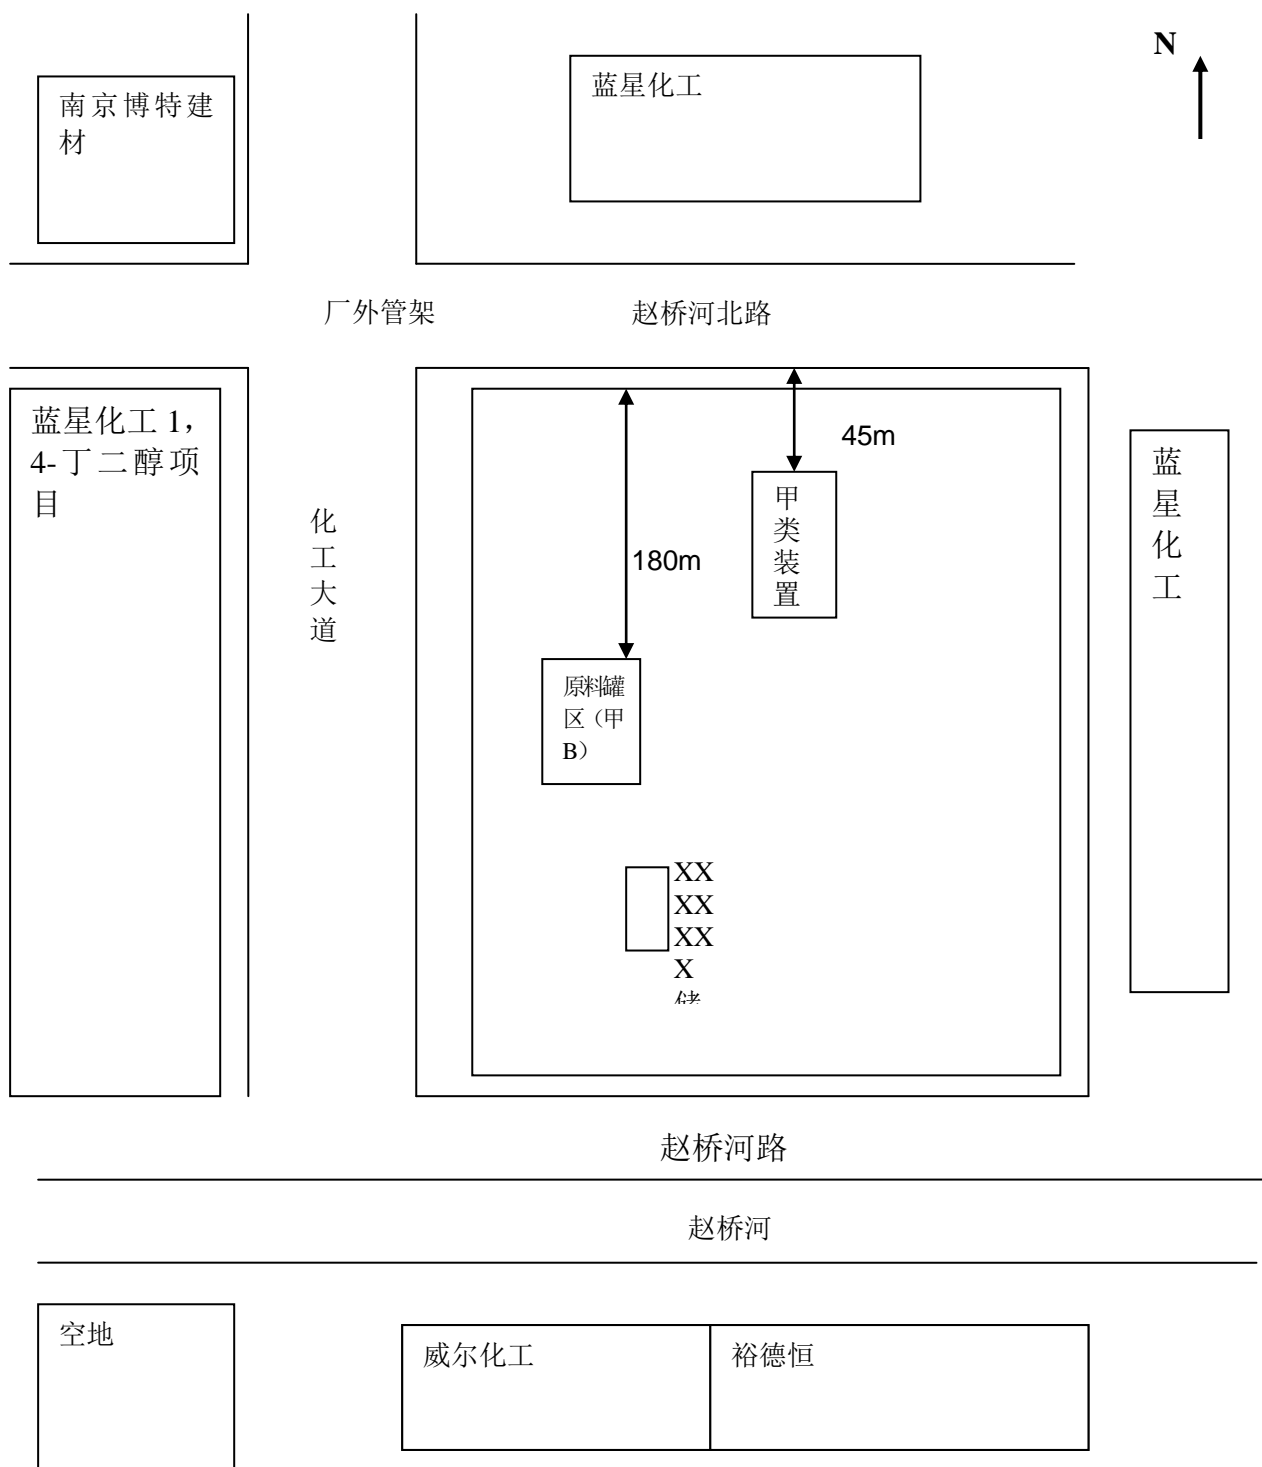 N
南京博特建
材
蓝星化工
厂外管架
赵桥河北路
蓝星化工 1，
4-丁二醇项
目
化
工
大
道
45m
180m
甲
类
装
置
原料罐
区（甲
B）
蓝
星
化
工
XX
XX
XX
X
储
赵桥河路
赵桥河
空地
威尔化工
裕德恒